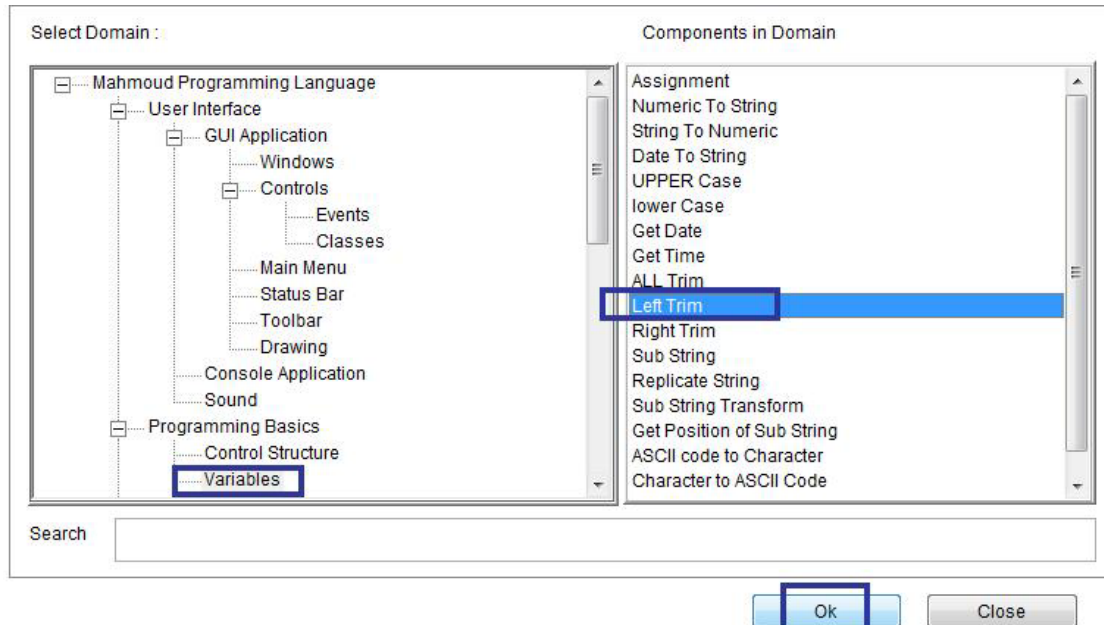 Select Domain :
Components in Domain
Mahmoud Programming Language
User Interface
GUI Application
Windows
Controls
Events
Classes
Main Menu
Status Bar
Toolbar
Drawing
Console Application
Sound
Programming Basics
Control Structure
Variables
Assignment
Numeric To String
String To Numeric
Date To String
UPPER Case
lower Case
Get Date
Get Time
ALL Trim
Left Trim
Right Trim
Sub String
Replicate String
Sub String Transform
Get Position of Sub String
ASCII code to Character
Character to ASCII Code
Search
Ok
Close